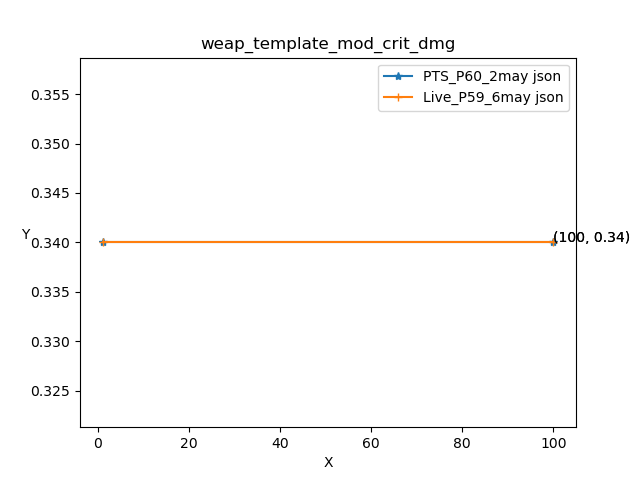 weap_template_mod_crit_dmg
PTS_P60_2may json
Live_P59_6may json
0.355
0.350
0.345
Y
0.340
(100, 0.34)
0.335
0.330
0.325
0 20 40 60 80 100
X